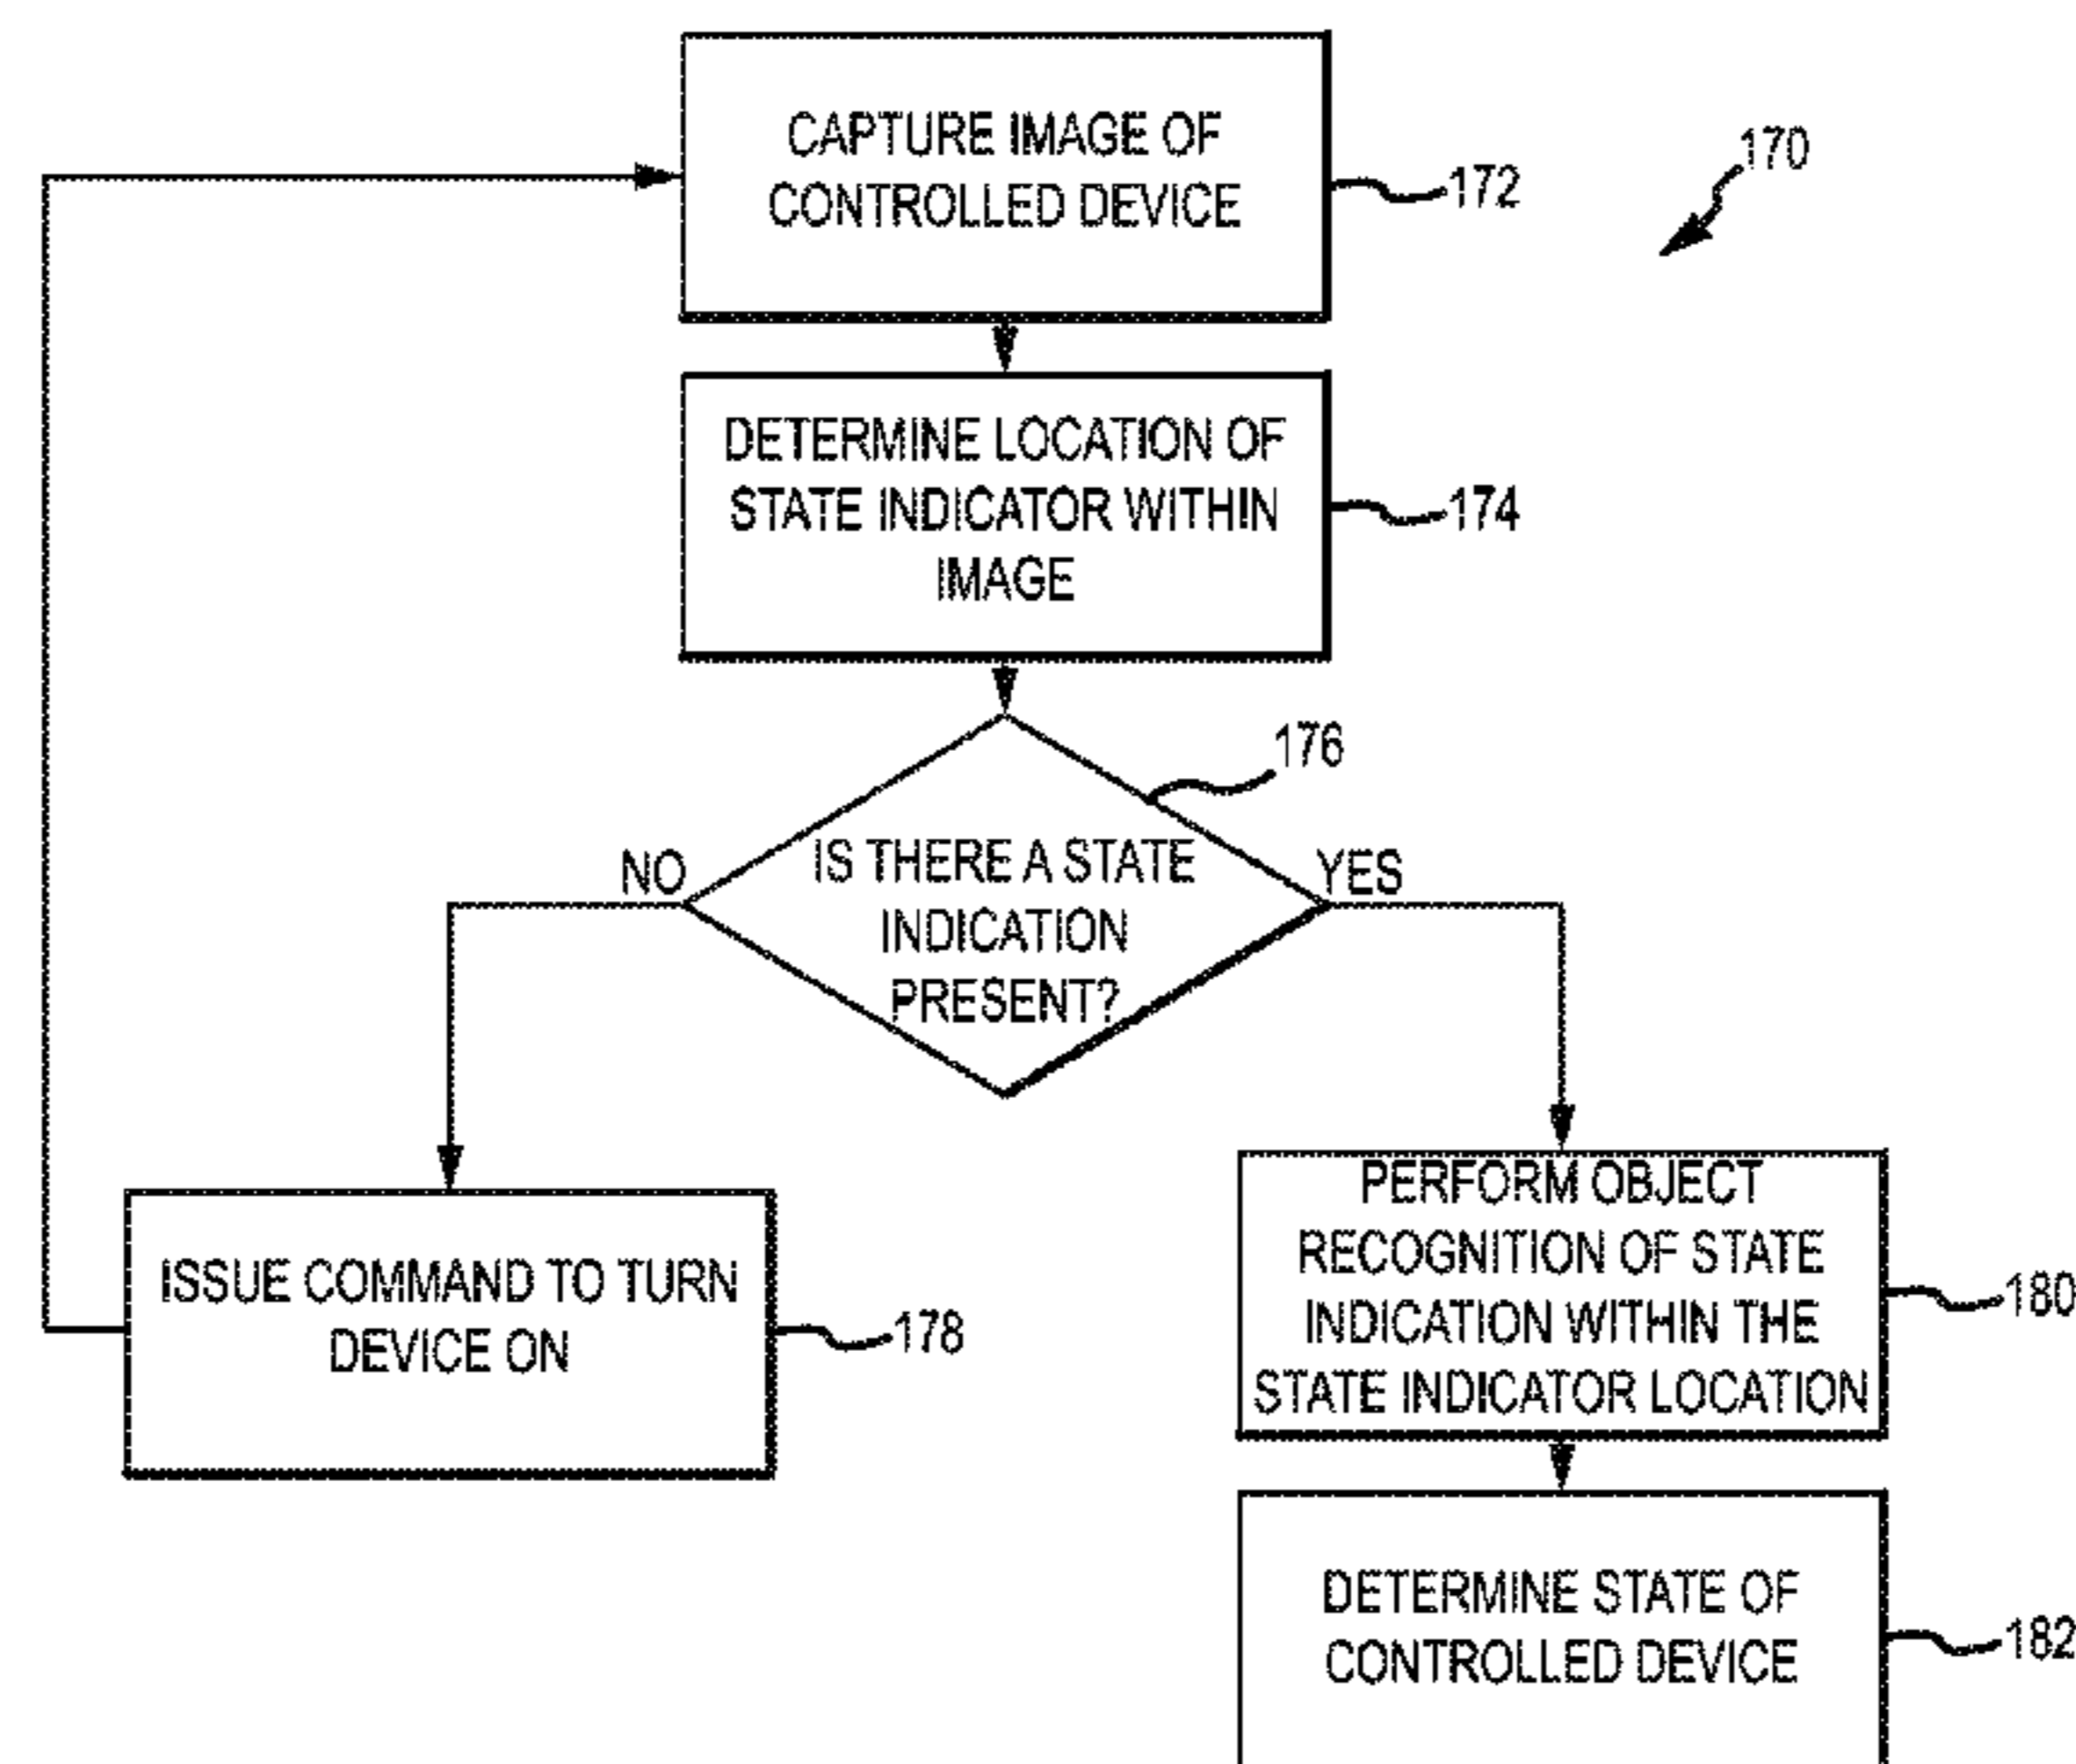 CAPTURE IMAGE OF
CONTROLLED DEVICE
172
170
DETERMINE LOCATION OF
STATE INDICATOR WITHIN
IMAGE
174
176
NO
IS THERE A STATE
INDICATION
PRESENT?
YES
ISSUE COMMAND TO TURN
DEVICE ON
178
PERFORM OBJECT
RECOGNITION OF STATE
INDICATION WITHIN THE
STATE INDICATOR LOCATION
180
DETERMINE STATE OF
CONTROLLED DEVICE
182